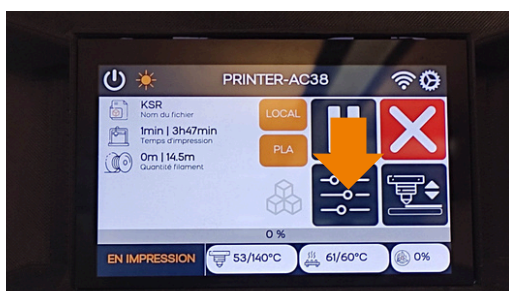 PRINTER-AC38
KSR
Nom du fichier
LOCAL
1min | 3h47min
Temps d'impression
PLA
0m | 14.5m
Quantité filament
0 %
EN IMPRESSION
53/140°C
61/60°C
0%